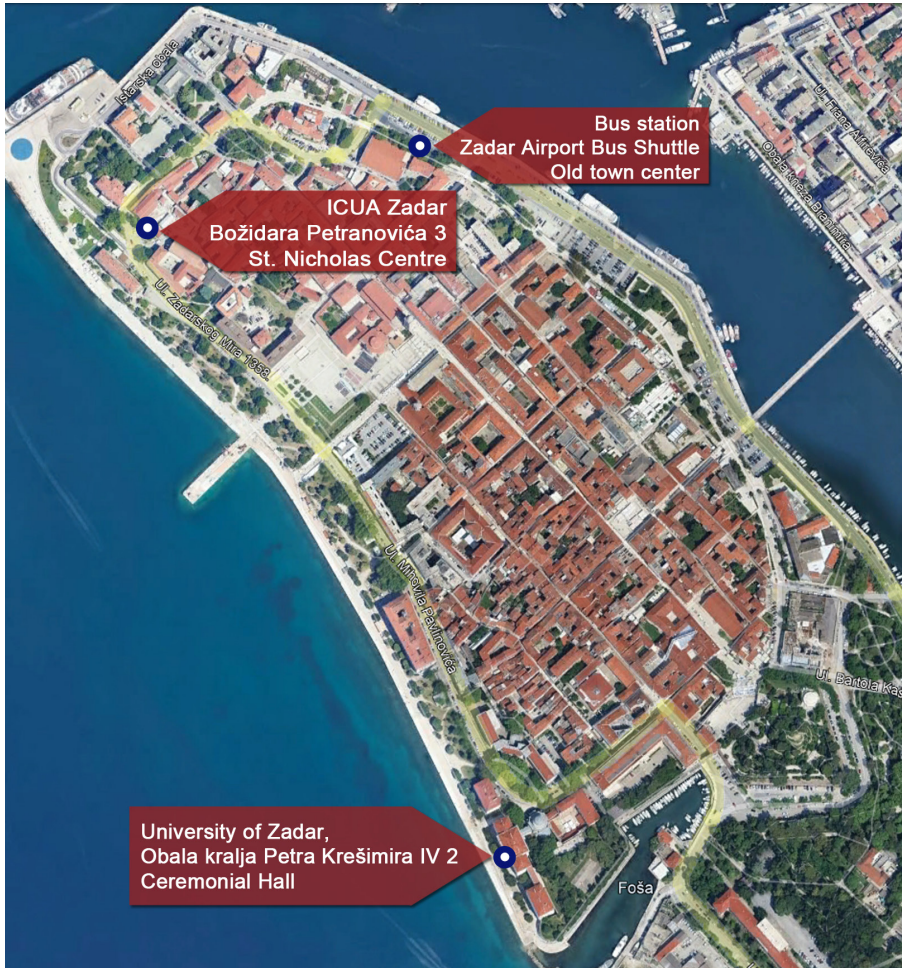 Istarska obala
Ul. Frana Alfirevića
Obala kneza Branimira
Bus station
Zadar Airport Bus Shuttle
Old town center
ICUA Zadar
Božidara Petranovića 3
St. Nicholas Centre
Ul. Zadarskog Mira 1358.
Ul. Mihovila Pavlinovića
Ul. Bartola Kaš
University of Zadar,
Obala kralja Petra Krešimira IV 2
Ceremonial Hall
Foša